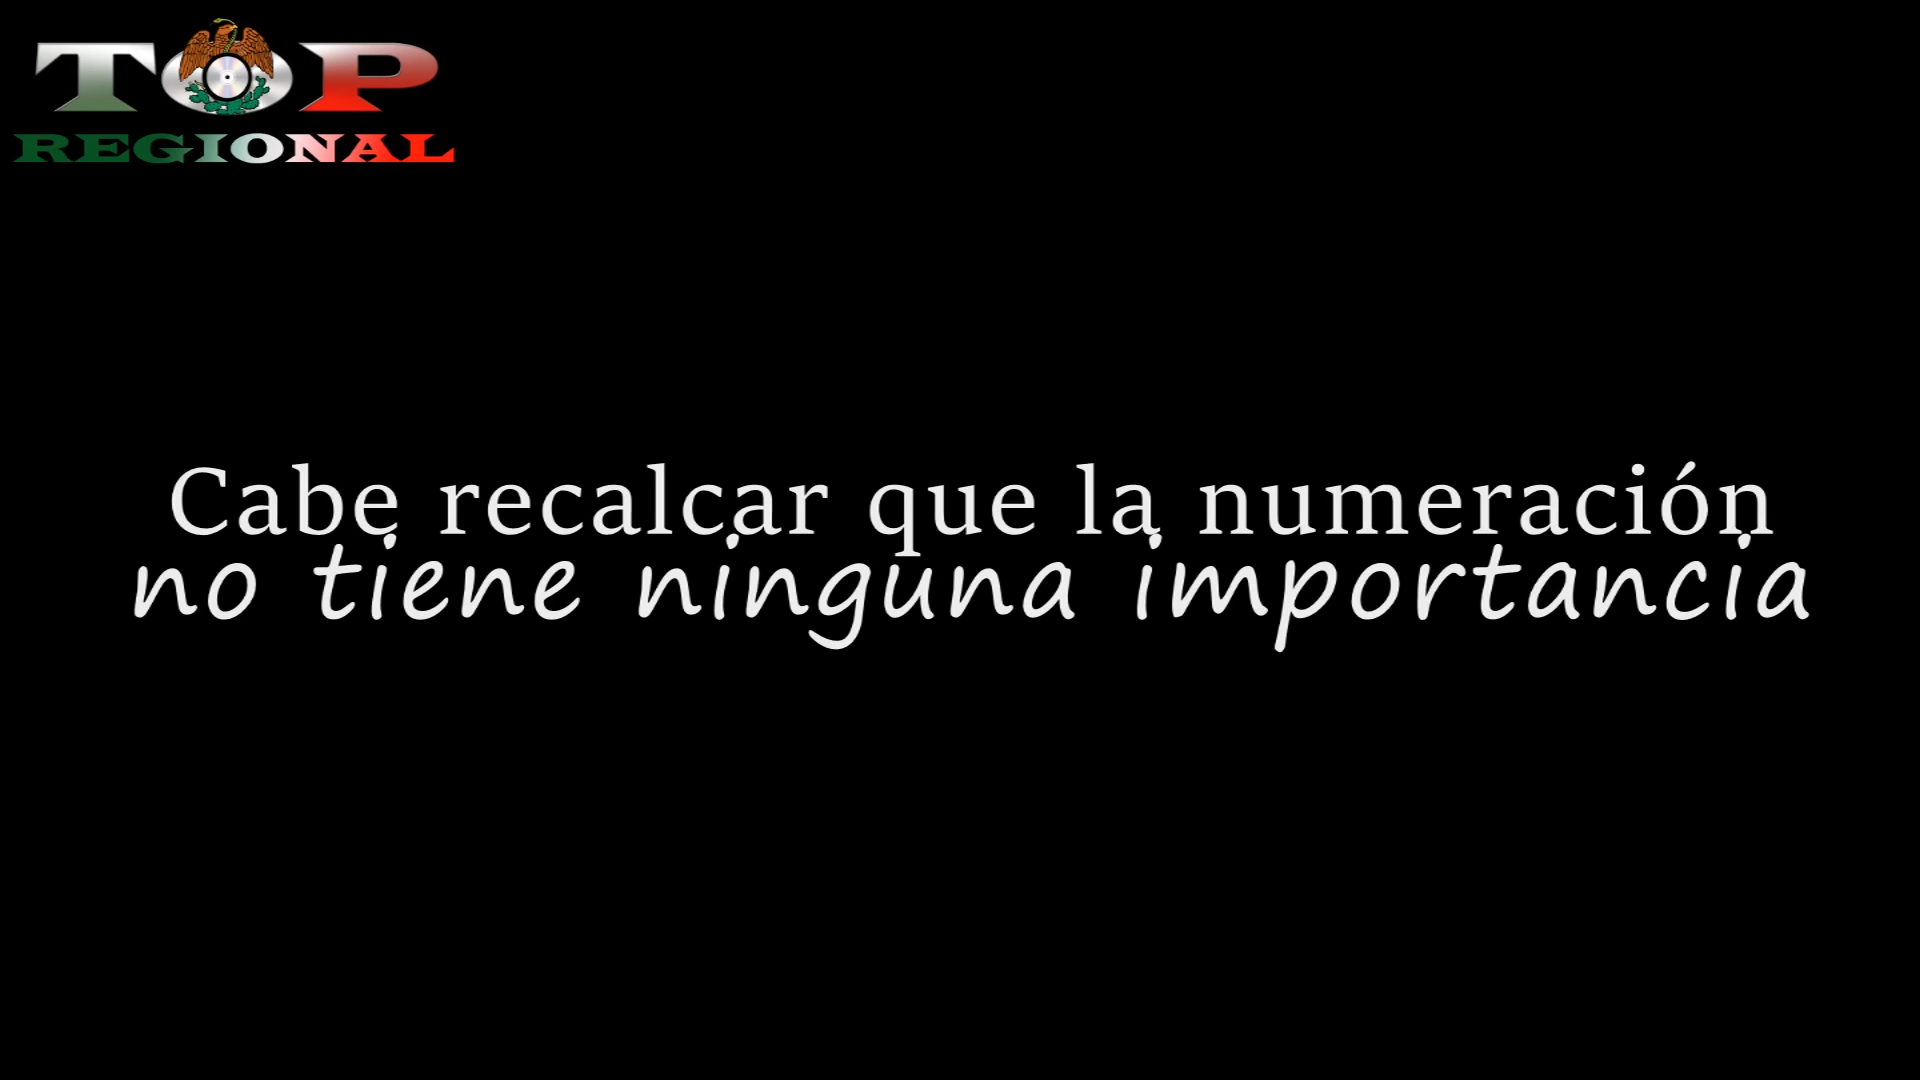 TOP
REGIONAL
Cabe recalcar que la numeración
no tiene ninguna importancia